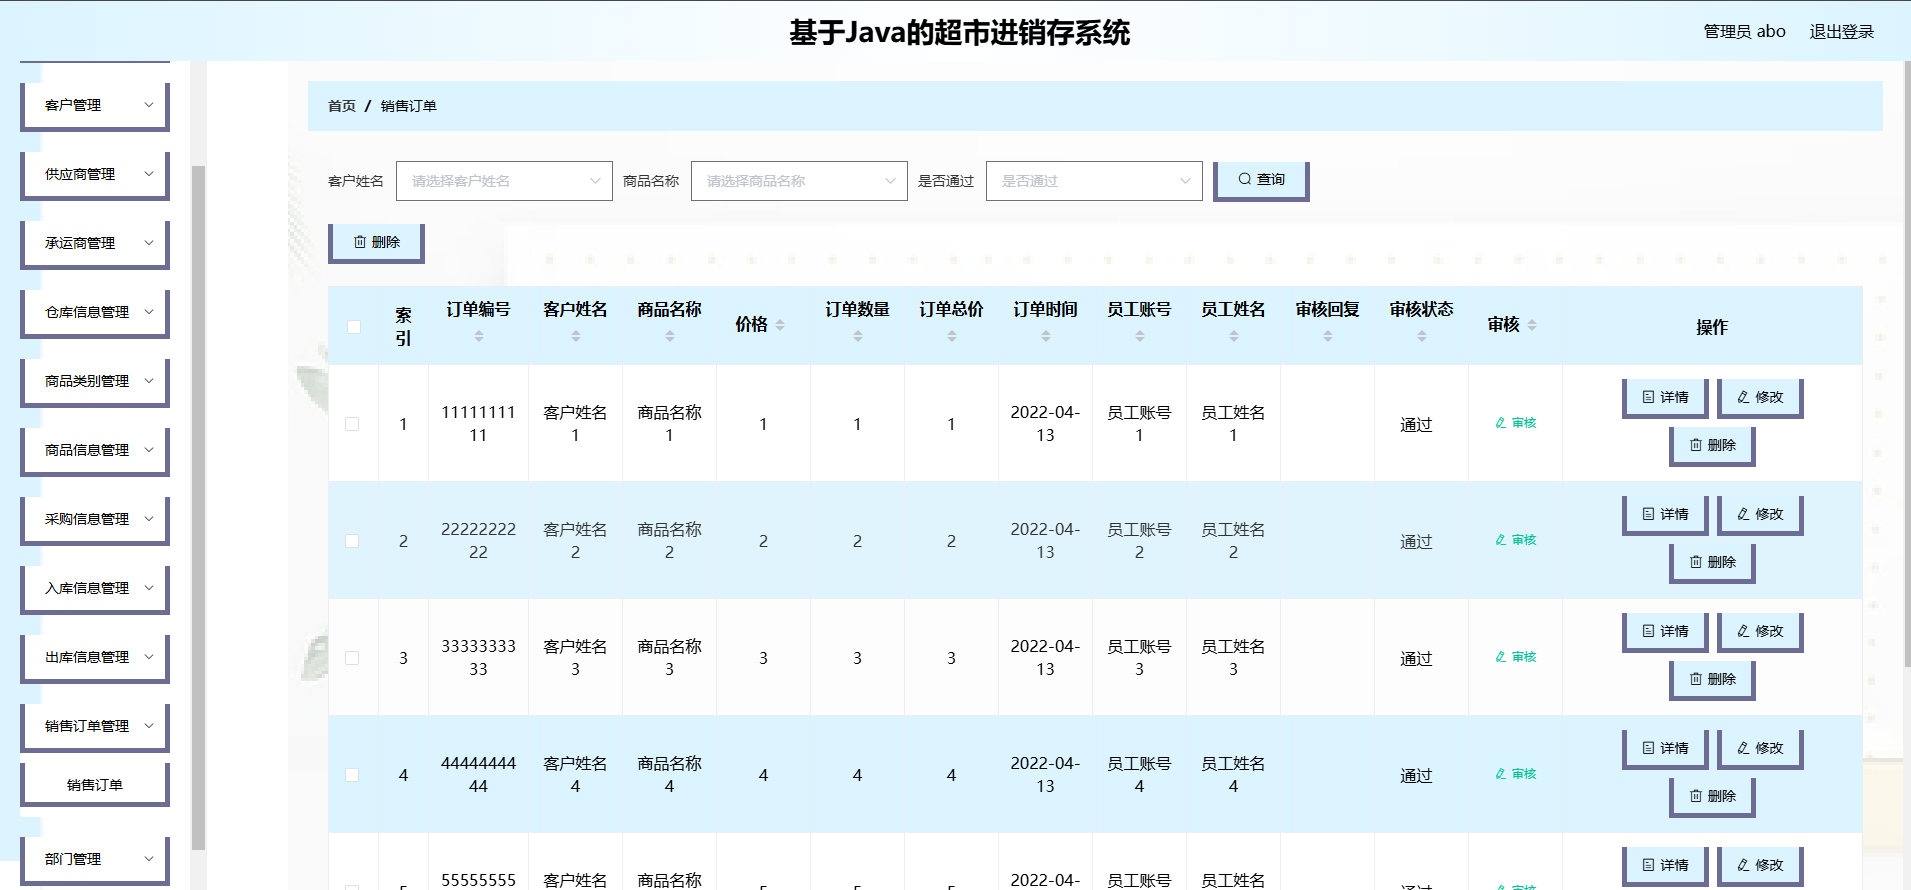 基于Java的超市进销存系统
管理员 abo
退出登录
客户管理
供应商管理
承运商管理
仓库信息管理
商品类别管理
商品信息管理
采购信息管理
入库信息管理
出库信息管理
销售订单管理
销售订单
部门管理
首页 / 销售订单
客户姓名 请选择客户姓名 商品名称 请选择商品名称 是否通过 是否通过 查询
删除
索引 订单编号 客户姓名 商品名称 价格 订单数量 订单总价 订单时间 员工账号 员工姓名 审核回复 审核状态 审核 操作
1 1111111111 客户姓名1 商品名称1 1 1 1 2022-04-13 员工账号1 员工姓名1 通过 审核 详情 修改 删除
2 2222222222 客户姓名2 商品名称2 2 2 2 2022-04-13 员工账号2 员工姓名2 通过 审核 详情 修改 删除
3 3333333333 客户姓名3 商品名称3 3 3 3 2022-04-13 员工账号3 员工姓名3 通过 审核 详情 修改 删除
4 4444444444 客户姓名4 商品名称4 4 4 4 2022-04-13 员工账号4 员工姓名4 通过 审核 详情 修改 删除
55555555 客户姓名 商品名称 2022-04- 员工账号 员工姓名 详情 修改